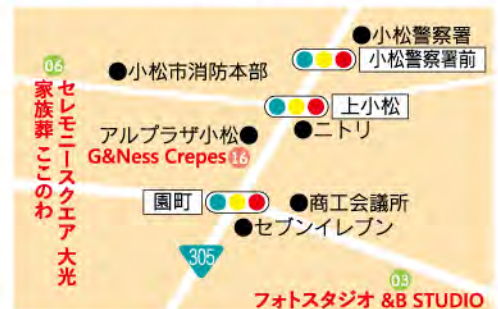 ●小松警察署
小松警察署前
●小松市消防本部
上小松
●ニトリ
アルプラザ小松●
G&Ness Crepes 16
06
セレモニースクエア 大光
家族葬 ここのわ
園町
●商工会議所
●セブンイレブン
305
03
フォトスタジオ &B STUDIO